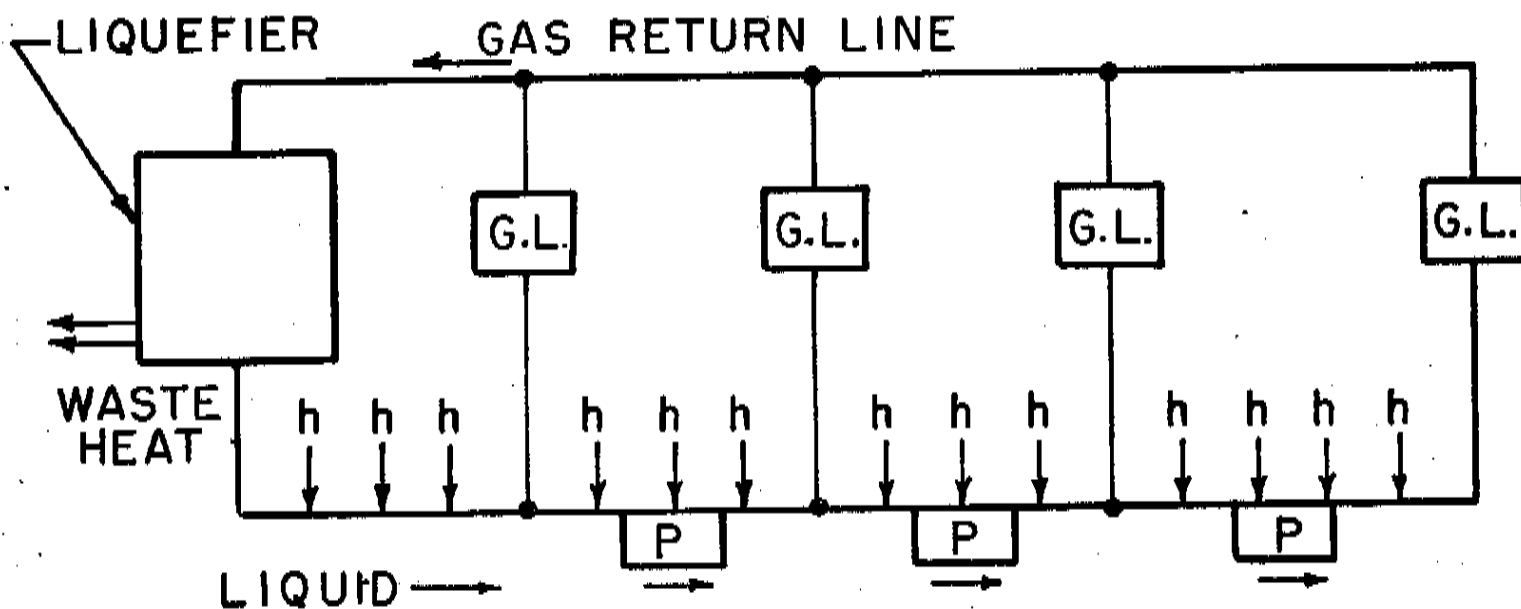 LIQUEFIER
GAS RETURN LINE
G.L.
G.L.
G.L.
G.L.
WASTE
HEAT
h h h h h h h h h h h h h
P P P
LIQUID